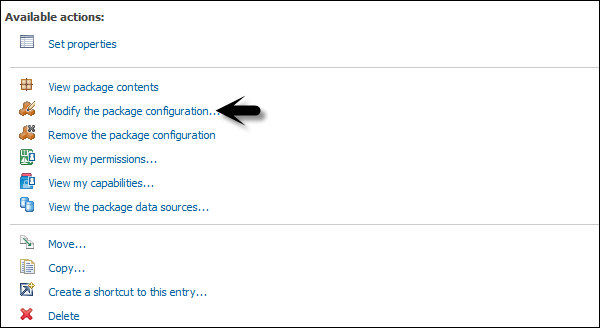 Available actions:
Set properties
View package contents
Modify the package configuration...
Remove the package configuration
View my permissions...
View my capabilities...
View the package data sources...
Move...
Copy...
Create a shortcut to this entry...
Delete